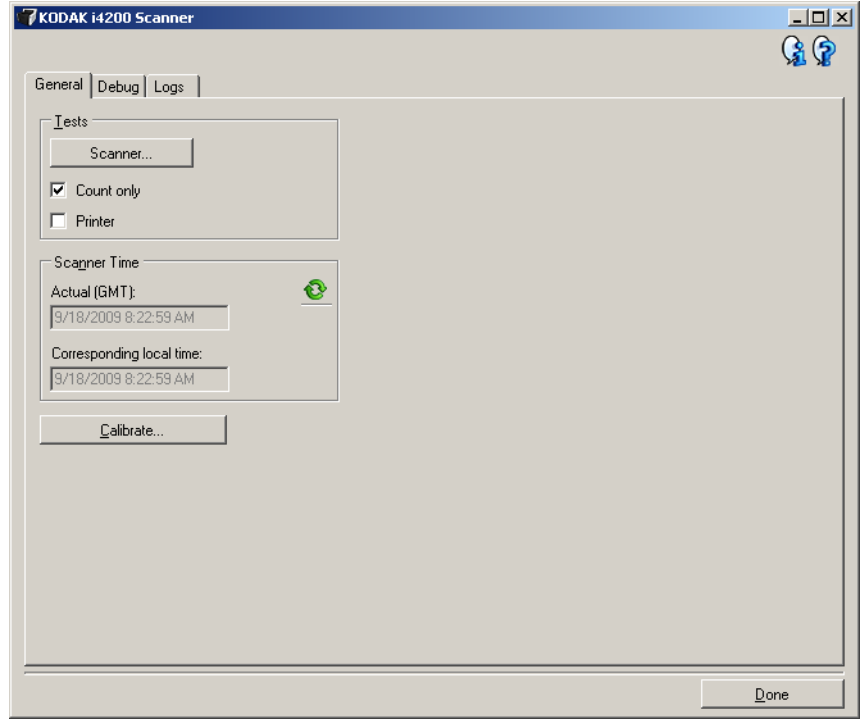 KODAK i4200 Scanner
General Debug Logs
Tests
Scanner...
Count only
Printer
Scanner Time
Actual (GMT):
9/18/2009 8:22:59 AM
Corresponding local time:
9/18/2009 8:22:59 AM
Calibrate...
Done